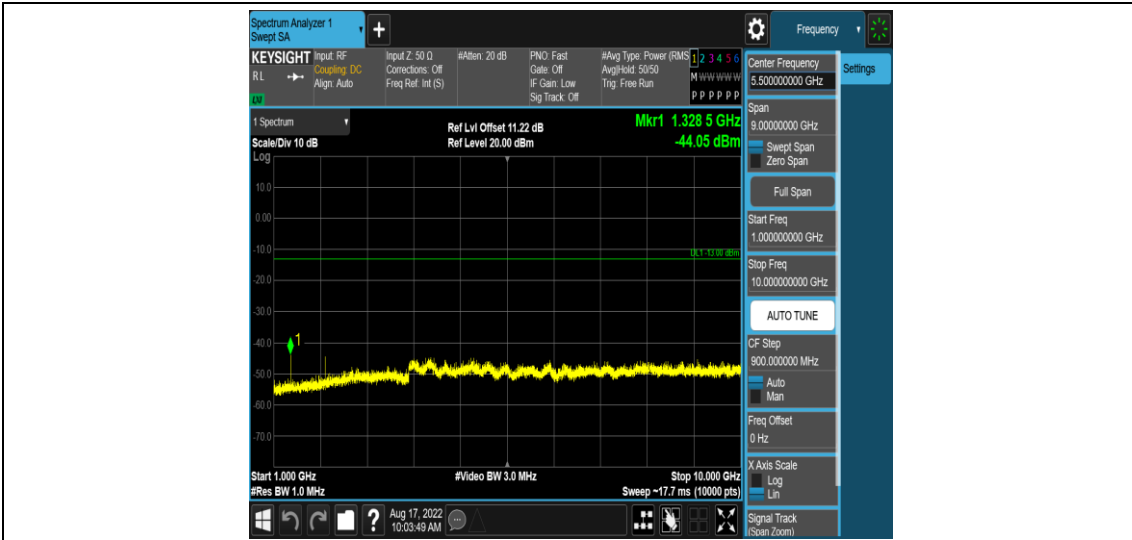 Spectrum Analyzer 1
Swept SA
+
Frequency
KEYSIGHT
RL
LNI
Input: RF
Coupling: DC
Align: Auto
Input Z: 50 Ω
Corrections: Off
Freq Ref: Int (S)
#Atten: 20 dB
PNO: Fast
Gate: Off
IF Gain: Low
Sig Track: Off
#Avg Type: Power (RMS
Avg|Hold: 50/50
Trig: Free Run
1 2 3 4 5 6
M W W W W W
P P P P P P
Center Frequency
5.500000000 GHz
Settings
Span
9.00000000 GHz
Swept Span
Zero Span
Full Span
Start Freq
1.000000000 GHz
Stop Freq
10.000000000 GHz
AUTO TUNE
CF Step
900.000000 MHz
Auto
Man
Freq Offset
0 Hz
X Axis Scale
Log
Lin
Signal Track
(Span Zoom)
1 Spectrum
Scale/Div 10 dB
Log
Ref Lvl Offset 11.22 dB
Ref Level 20.00 dBm
Mkr1 1.328 5 GHz
-44.05 dBm
10.0
0.00
-10.0
DL1 -13.00 dBm
-20.0
-30.0
-40.0
1
-50.0
-60.0
-70.0
Start 1.000 GHz
#Res BW 1.0 MHz
#Video BW 3.0 MHz
Stop 10.000 GHz
Sweep ~17.7 ms (10000 pts)
?
Aug 17, 2022
10:03:49 AM